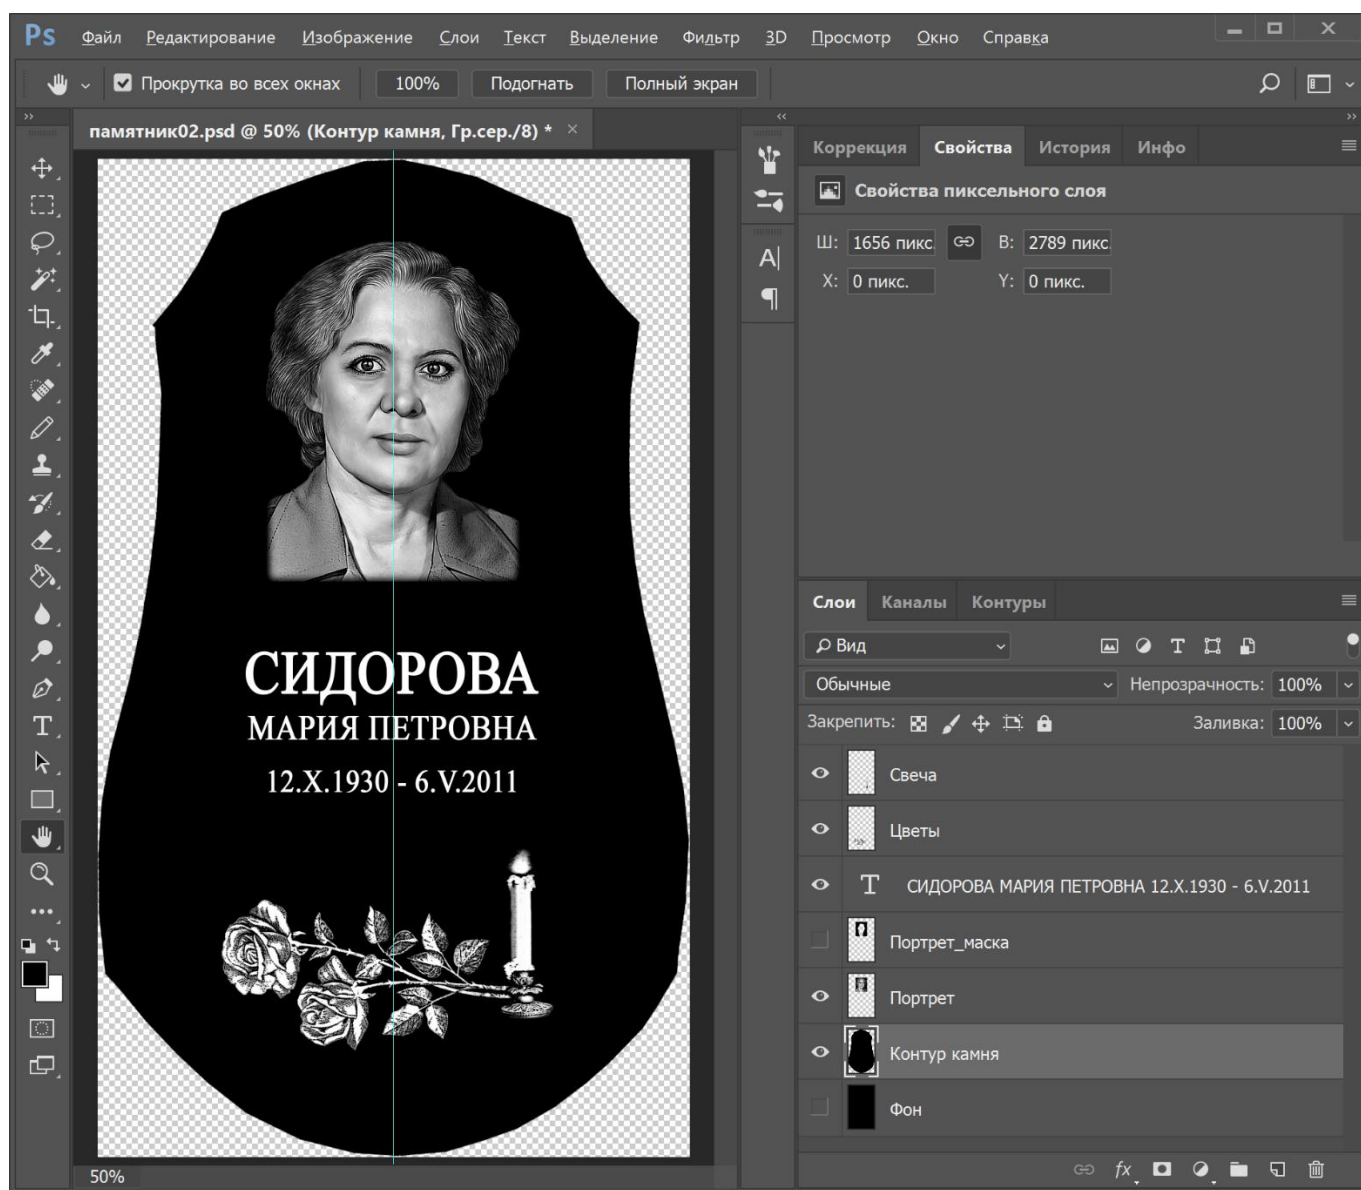 Ps Файл Редактирование Изображение Слои Текст Выделение Фильтр 3D Просмотр Окно Справка
Прокрутка во всех окнах 100% Подогнать Полный экран
памятник02.psd @ 50% (Контур камня, Гр.сер./8) * ×
Коррекция Свойства История Инфо
Свойства пиксельного слоя
Ш: 1656 пикс. В: 2789 пикс.
X: 0 пикс. Y: 0 пикс.
СИДОРОВА
МАРИЯ ПЕТРОВНА
12.X.1930 - 6.V.2011
Слои Каналы Контуры
Вид
Обычные Непрозрачность: 100%
Закрепить: Заливка: 100%
Свеча
Цветы
T СИДОРОВА МАРИЯ ПЕТРОВНА 12.X.1930 - 6.V.2011
Портрет_маска
Портрет
Контур камня
Фон
fx
50%